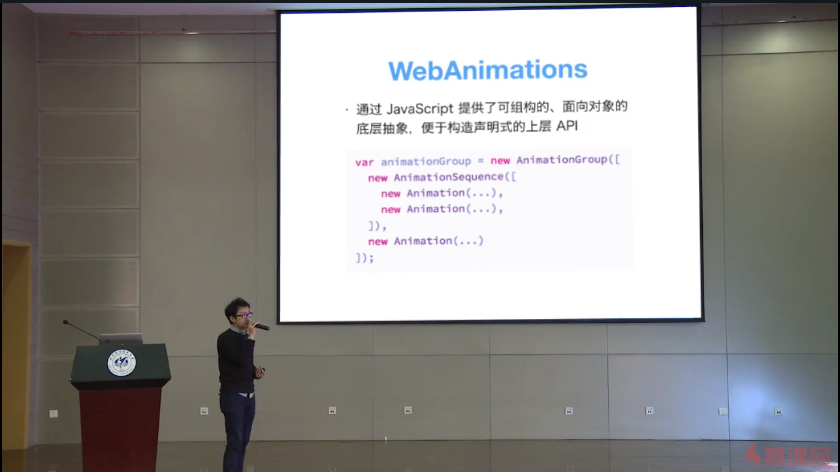 WebAnimations
· 通过 JavaScript 提供了可组构的、面向对象的
底层抽象，便于构造声明式的上层 API
var animationGroup = new AnimationGroup([
new AnimationSequence([
new Animation(...),
new Animation(...),
]),
new Animation(...)
]);
慕课网